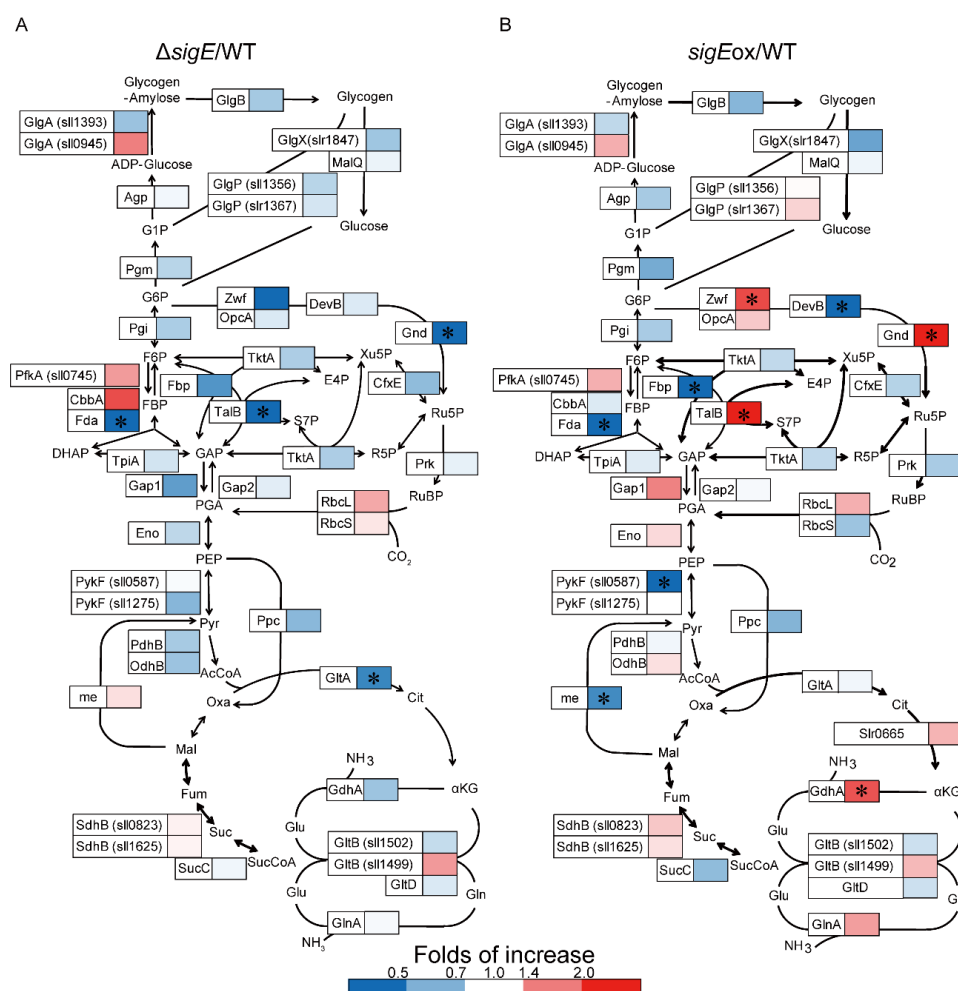 A
ΔsigE/WT
Glycogen
-Amylose
GlgB
Glycogen
GlgA (sll1393)
GlgA (sll0945)
GlgX(slr1847)
MalQ
ADP-Glucose
GlgP (sll1356)
GlgP (slr1367)
Agp
G1P
Glucose
Pgm
G6P
Zwf
OpcA
DevB
Gnd *
Pgi
F6P
TktA
Xu5P
PfkA (sll0745)
CbbA
Fda *
FBP
Fbp
E4P
CfxE
TalB *
S7P
Ru5P
DHAP
TpiA
GAP
TktA
R5P
Prk
Gap1
Gap2
RuBP
PGA
RbcL
RbcS
Eno
CO2
PEP
PykF (sll0587)
PykF (sll1275)
Ppc
Pyr
PdhB
OdhB
AcCoA
GltA *
me
Oxa
Cit
Mal
NH3
GdhA
αKG
Fum
Glu
SdhB (sll0823)
SdhB (sll1625)
Suc
SucC
SucCoA
GltB (sll1502)
GltB (sll1499)
GltD
Glu
Gln
GlnA
NH3
B
sigEox/WT
Glycogen
-Amylose
GlgB
Glycogen
GlgA (sll1393)
GlgA (sll0945)
GlgX(slr1847)
MalQ
ADP-Glucose
GlgP (sll1356)
GlgP (slr1367)
Agp
G1P
Glucose
Pgm
G6P
Zwf *
OpcA
DevB *
Gnd *
Pgi
F6P
TktA
Xu5P
PfkA (sll0745)
CbbA
Fda *
FBP
Fbp *
E4P
CfxE
TalB *
S7P
Ru5P
DHAP
TpiA
GAP
TktA
R5P
Prk
Gap1
Gap2
RuBP
PGA
RbcL
RbcS
Eno
CO2
PEP
PykF (sll0587) *
PykF (sll1275)
Ppc
Pyr
PdhB
OdhB
AcCoA
GltA
me *
Oxa
Cit
Slr0665
Mal
NH3
GdhA *
αKG
Fum
Glu
SdhB (sll0823)
SdhB (sll1625)
Suc
SucC
SucCoA
GltB (sll1502)
GltB (sll1499)
GltD
Glu
G
GlnA
NH3
Folds of increase
0.5 0.7 1.0 1.4 2.0